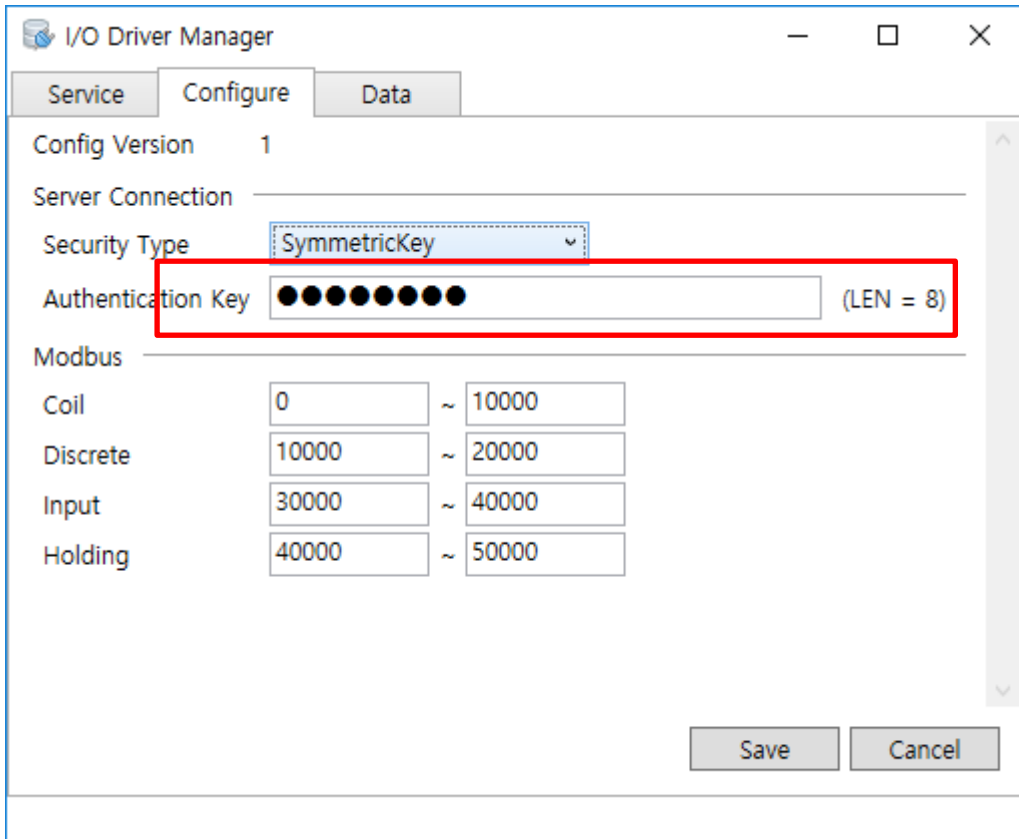 I/O Driver Manager
Service Configure Data
Config Version 1
Server Connection
Security Type SymmetricKey
Authentication Key ●●●●●●●● (LEN = 8)
Modbus
Coil 0 ~ 10000
Discrete 10000 ~ 20000
Input 30000 ~ 40000
Holding 40000 ~ 50000
Save Cancel